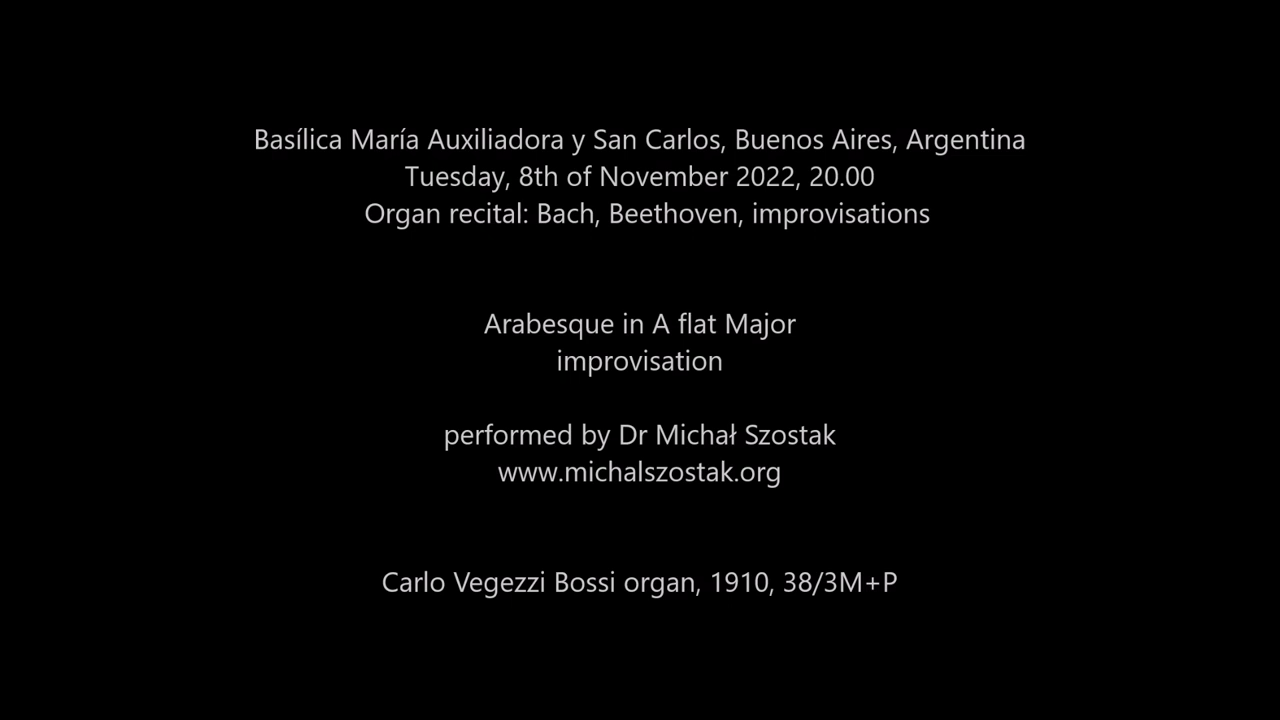 Basílica María Auxiliadora y San Carlos, Buenos Aires, Argentina
Tuesday, 8th of November 2022, 20.00
Organ recital: Bach, Beethoven, improvisations
Arabesque in A flat Major
improvisation
performed by Dr Michał Szostak
www.michalszostak.org
Carlo Vegezzi Bossi organ, 1910, 38/3M+P